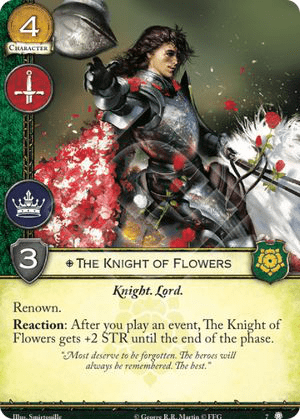 4
Character
3
The Knight of Flowers
Knight. Lord.
Renown.
Reaction: After you play an event, The Knight of
Flowers gets +2 STR until the end of the phase.
"Most deserve to be forgotten. The heroes will
always be remembered. The best."
Illus. Smirtouille
© George R.R. Martin © FFG
7